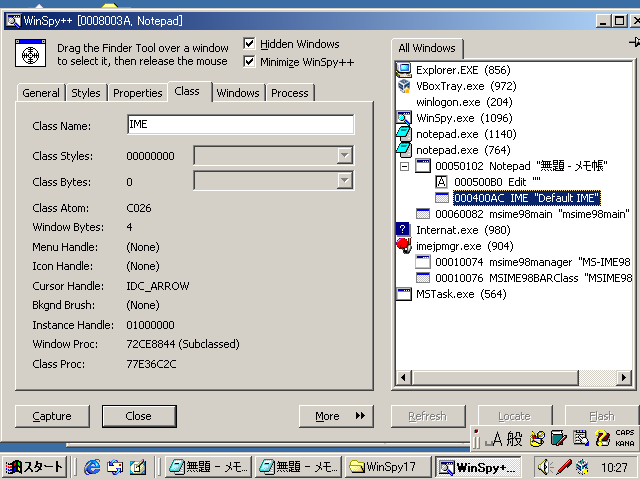 WinSpy++ [0008003A, Notepad]
Drag the Finder Tool over a window
to select it, then release the mouse
Hidden Windows
Minimize WinSpy++
General
Styles
Properties
Class
Windows
Process
Class Name:
IME
Class Styles:
00000000
Class Bytes:
0
Class Atom:
C026
Window Bytes:
4
Menu Handle:
(None)
Icon Handle:
(None)
Cursor Handle:
IDC_ARROW
Bkgnd Brush:
(None)
Instance Handle:
01000000
Window Proc:
72CE8844 (Subclassed)
Class Proc:
77E36C2C
Capture
Close
More
All Windows
Explorer.EXE (856)
VBoxTray.exe (972)
winlogon.exe (204)
WinSpy.exe (1096)
notepad.exe (1140)
notepad.exe (764)
00050102 Notepad "無題 - メモ帳"
000500B0 Edit ""
000400AC IME "Default IME"
00060082 msime98main "msime98main"
Internat.exe (980)
imejpmgr.exe (904)
00010074 msime98manager "MS-IME98
00010076 MSIME98BARClass "MSIME98
MSTask.exe (564)
Refresh
Locate
Flash
A 般
CAPS
KANA
スタート
無題 - メモ...
無題 - メモ...
WinSpy17
WinSpy+...
10:27